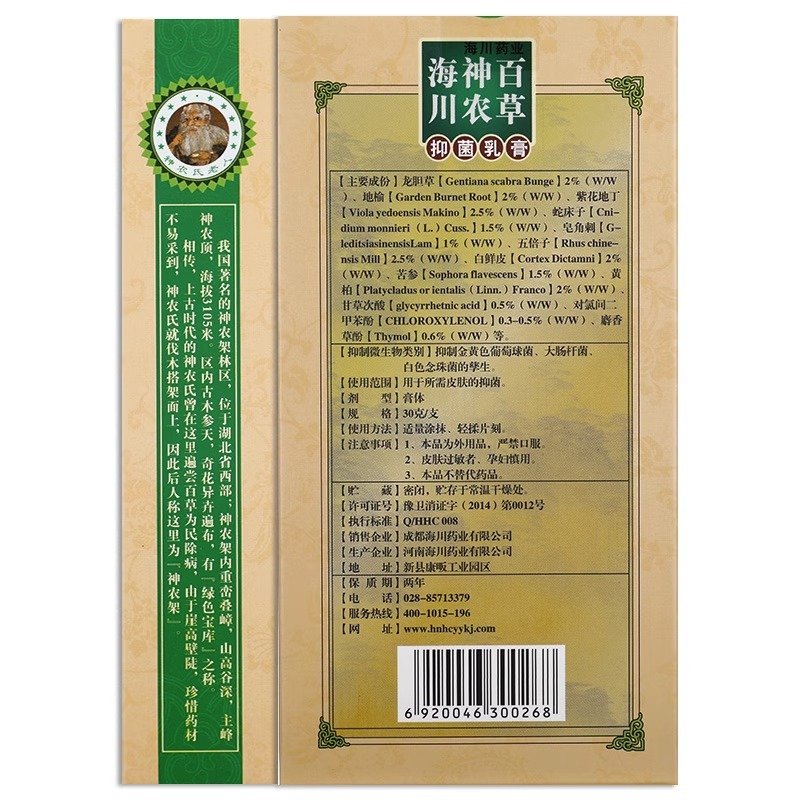 神农氏老人
我国著名的神农架林区，位于湖北省西部，神农架内重峦叠嶂，山高谷深，主峰
神农顶，海拔3105米。区内古木参天，奇花异卉遍布，有『绿色宝库』之称。
相传，上古时代的神农氏曾在这里遍尝百草为民除病，由于崖高壁陡，珍惜药材
不易采到，神农氏就伐木搭架面上，因此后人称这里为『神农架』。
海川药业
百草
神农
海川
抑菌乳膏
【主要成份】龙胆草【Gentiana scabra Bunge】2%（W/W
）、地榆【Garden Burnet Root】2%（W/W）、紫花地丁
【Viola yedoensis Makino】2.5%（W/W）、蛇床子【Cni-
dium monnieri（L.）Cuss.】1.5%（W/W）、皂角刺【G-
leditsiasinensisLam】1%（W/W）、五倍子【Rhus chine-
nsis Mill】2.5%（W/W）、白鲜皮【Cortex Dictamni】2%
（W/W）、苦参【Sophora flavescens】1.5%（W/W）、黄
柏【Platycladus or ientalis（Linn.）Franco】2%（W/W）、
甘草次酸【glycyrrhetnic acid】0.5%（W/W）、对氯间二
甲苯酚【CHLOROXYLENOL】0.3-0.5%（W/W）、麝香
草酚【Thymol】0.6%（W/W）等。
【抑制微生物类别】抑制金黄色葡萄球菌、大肠杆菌、
白色念珠菌的孳生。
【使用范围】用于所需皮肤的抑菌。
【剂 型】膏体
【规 格】30克/支
【使用方法】适量涂抹、轻揉片刻。
【注意事项】1、本品为外用品，严禁口服。
2、皮肤过敏者、孕妇慎用。
3、本品不替代药品。
【贮 藏】密闭，贮存于常温干燥处。
【许可证号】豫卫消证字（2014）第0012号
【执行标准】Q/HHC 008
【销售企业】成都海川药业有限公司
【生产企业】河南海川药业有限公司
【地 址】新县康畈工业园区
【保 质 期】两年
【电 话】028-85713379
【服务热线】400-1015-196
【网 址】www.hnhcyykj.com
6 920046 300268